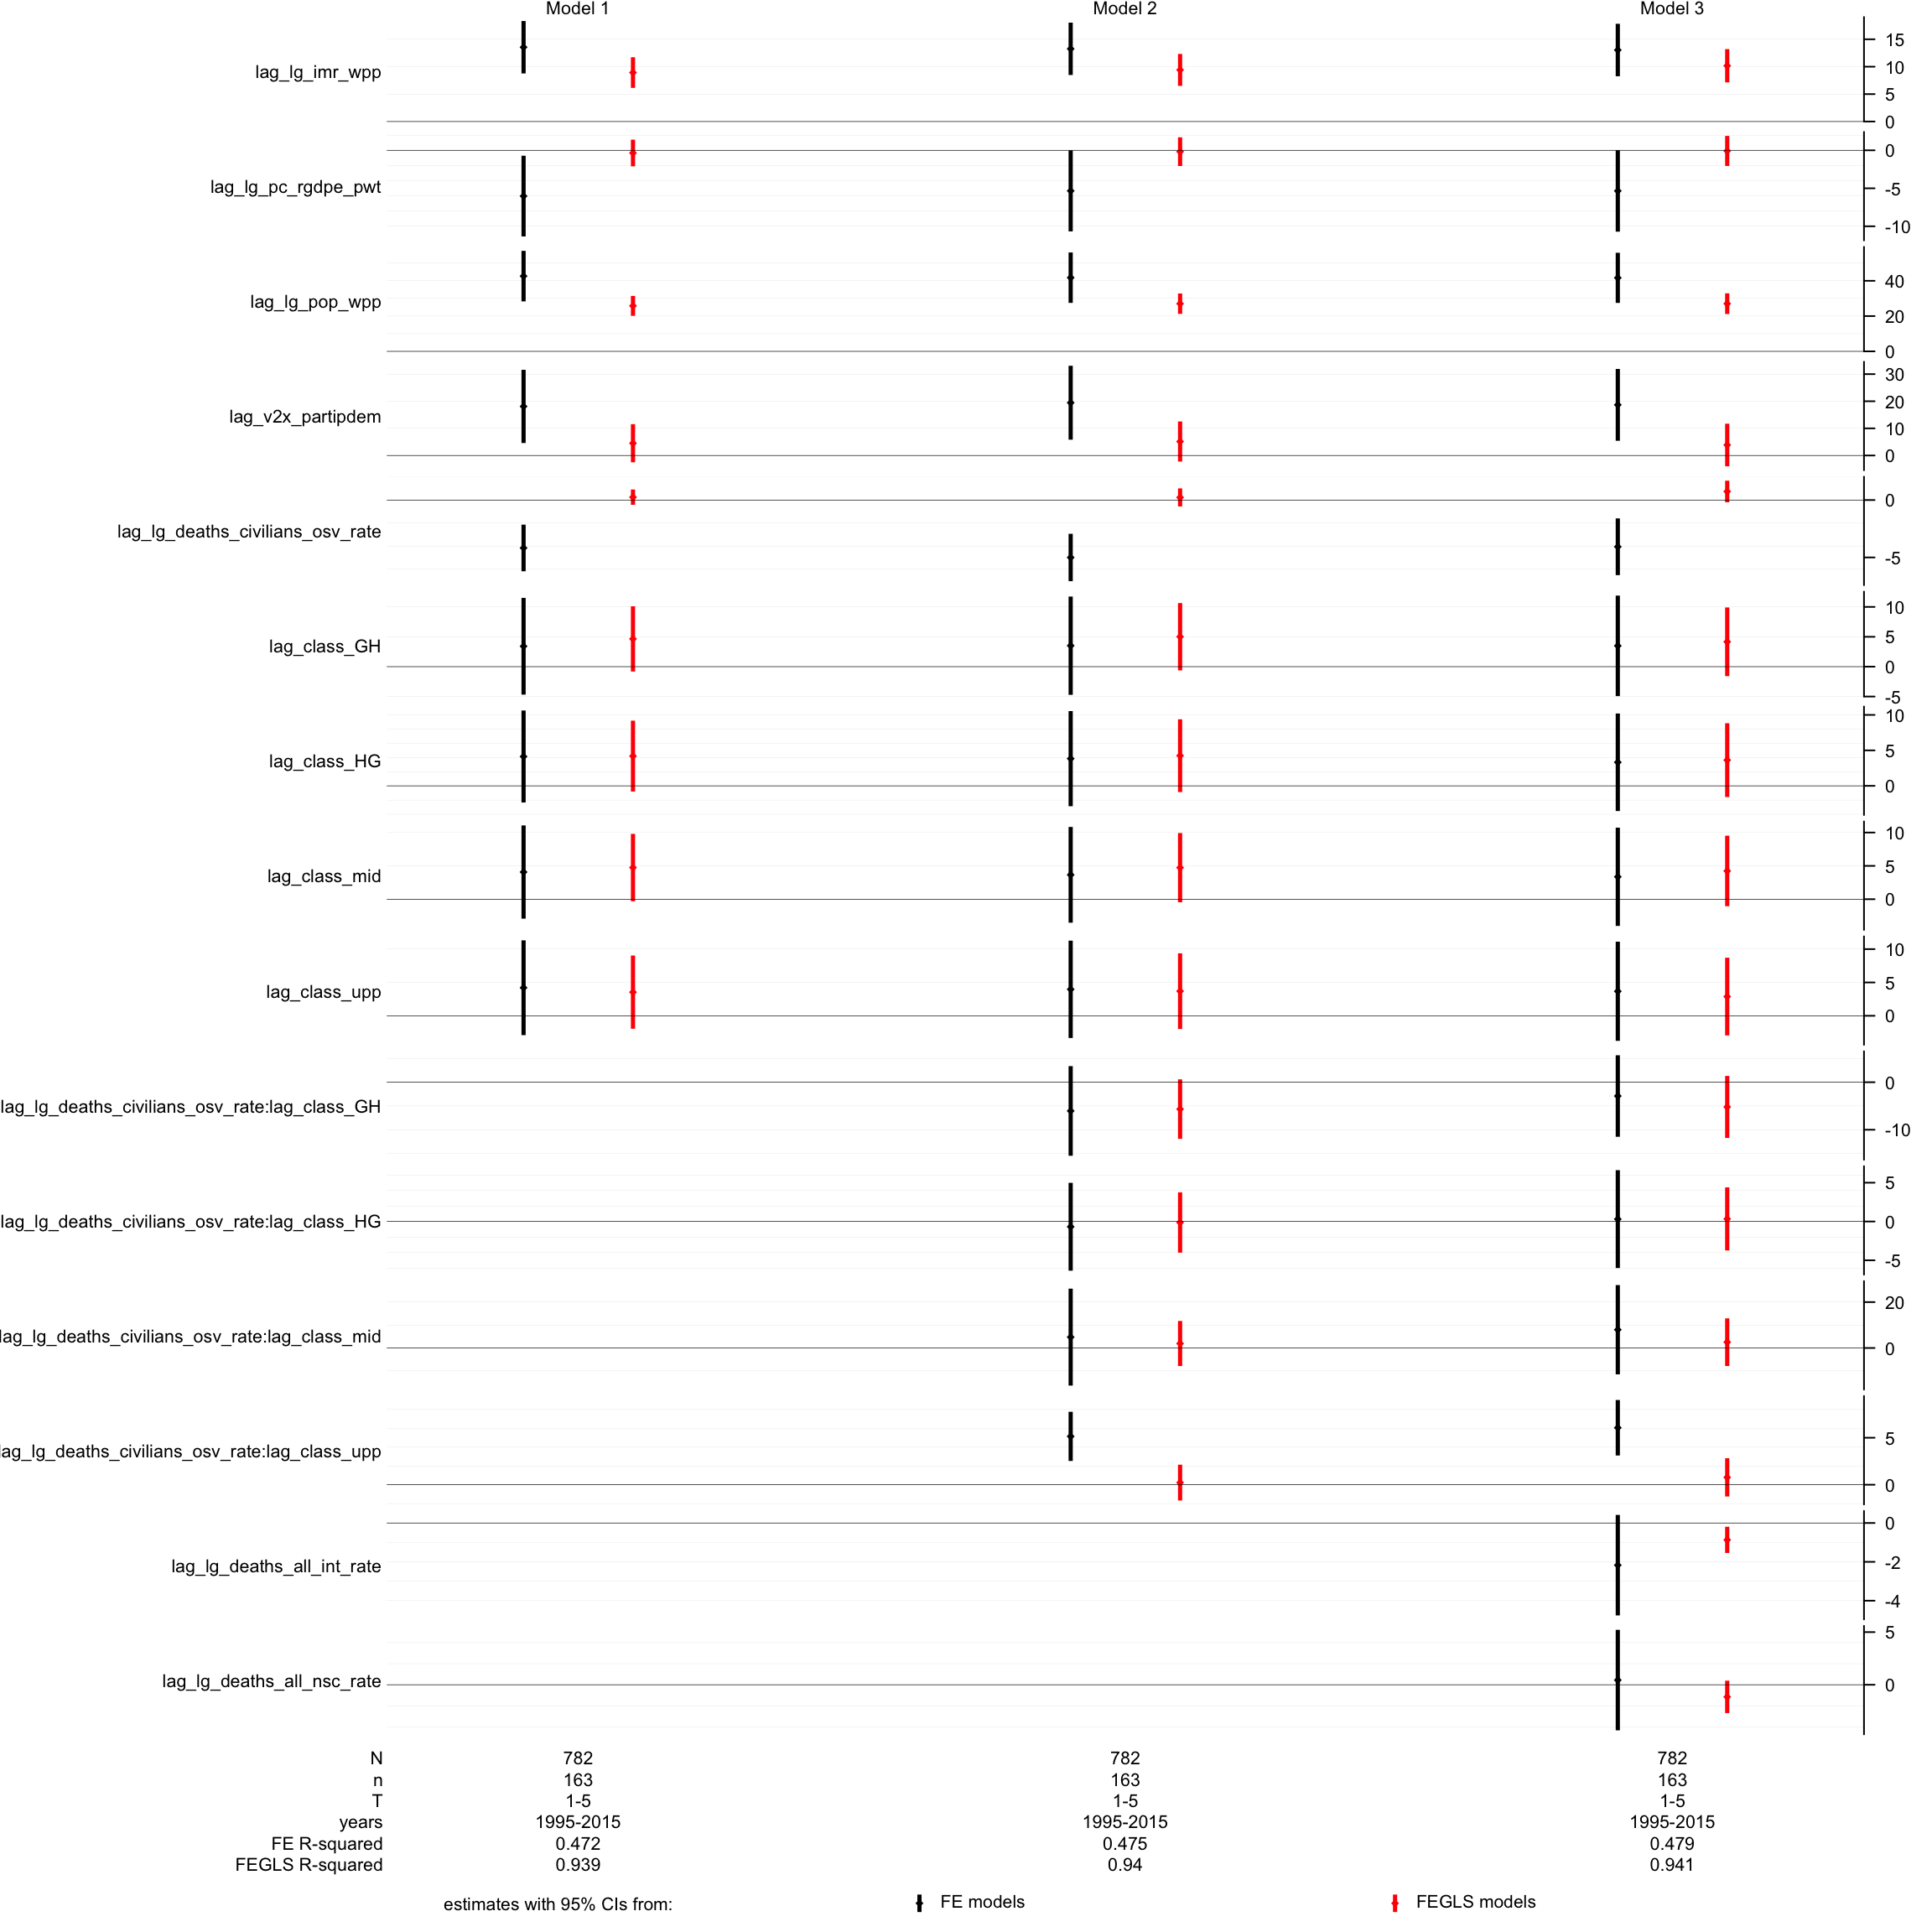 Model 1 Model 2 Model 3
lag_lg_imr_wpp 15 10 5 0
lag_lg_pc_rgdpe_pwt 0 -5 -10
lag_lg_pop_wpp 40 20 0
lag_v2x_partipdem 30 20 10 0
lag_lg_deaths_civilians_osv_rate 0 -5
lag_class_GH 10 5 0 -5
lag_class_HG 10 5 0
lag_class_mid 10 5 0
lag_class_upp 10 5 0
lag_lg_deaths_civilians_osv_rate:lag_class_GH 0 -10
lag_lg_deaths_civilians_osv_rate:lag_class_HG 5 0 -5
lag_lg_deaths_civilians_osv_rate:lag_class_mid 20 0
lag_lg_deaths_civilians_osv_rate:lag_class_upp 5 0
lag_lg_deaths_all_int_rate 0 -2 -4
lag_lg_deaths_all_nsc_rate 5 0
N 782 782 782
n 163 163 163
T 1-5 1-5 1-5
years 1995-2015 1995-2015 1995-2015
FE R-squared 0.472 0.475 0.479
FEGLS R-squared 0.939 0.94 0.941
estimates with 95% CIs from: FE models FEGLS models